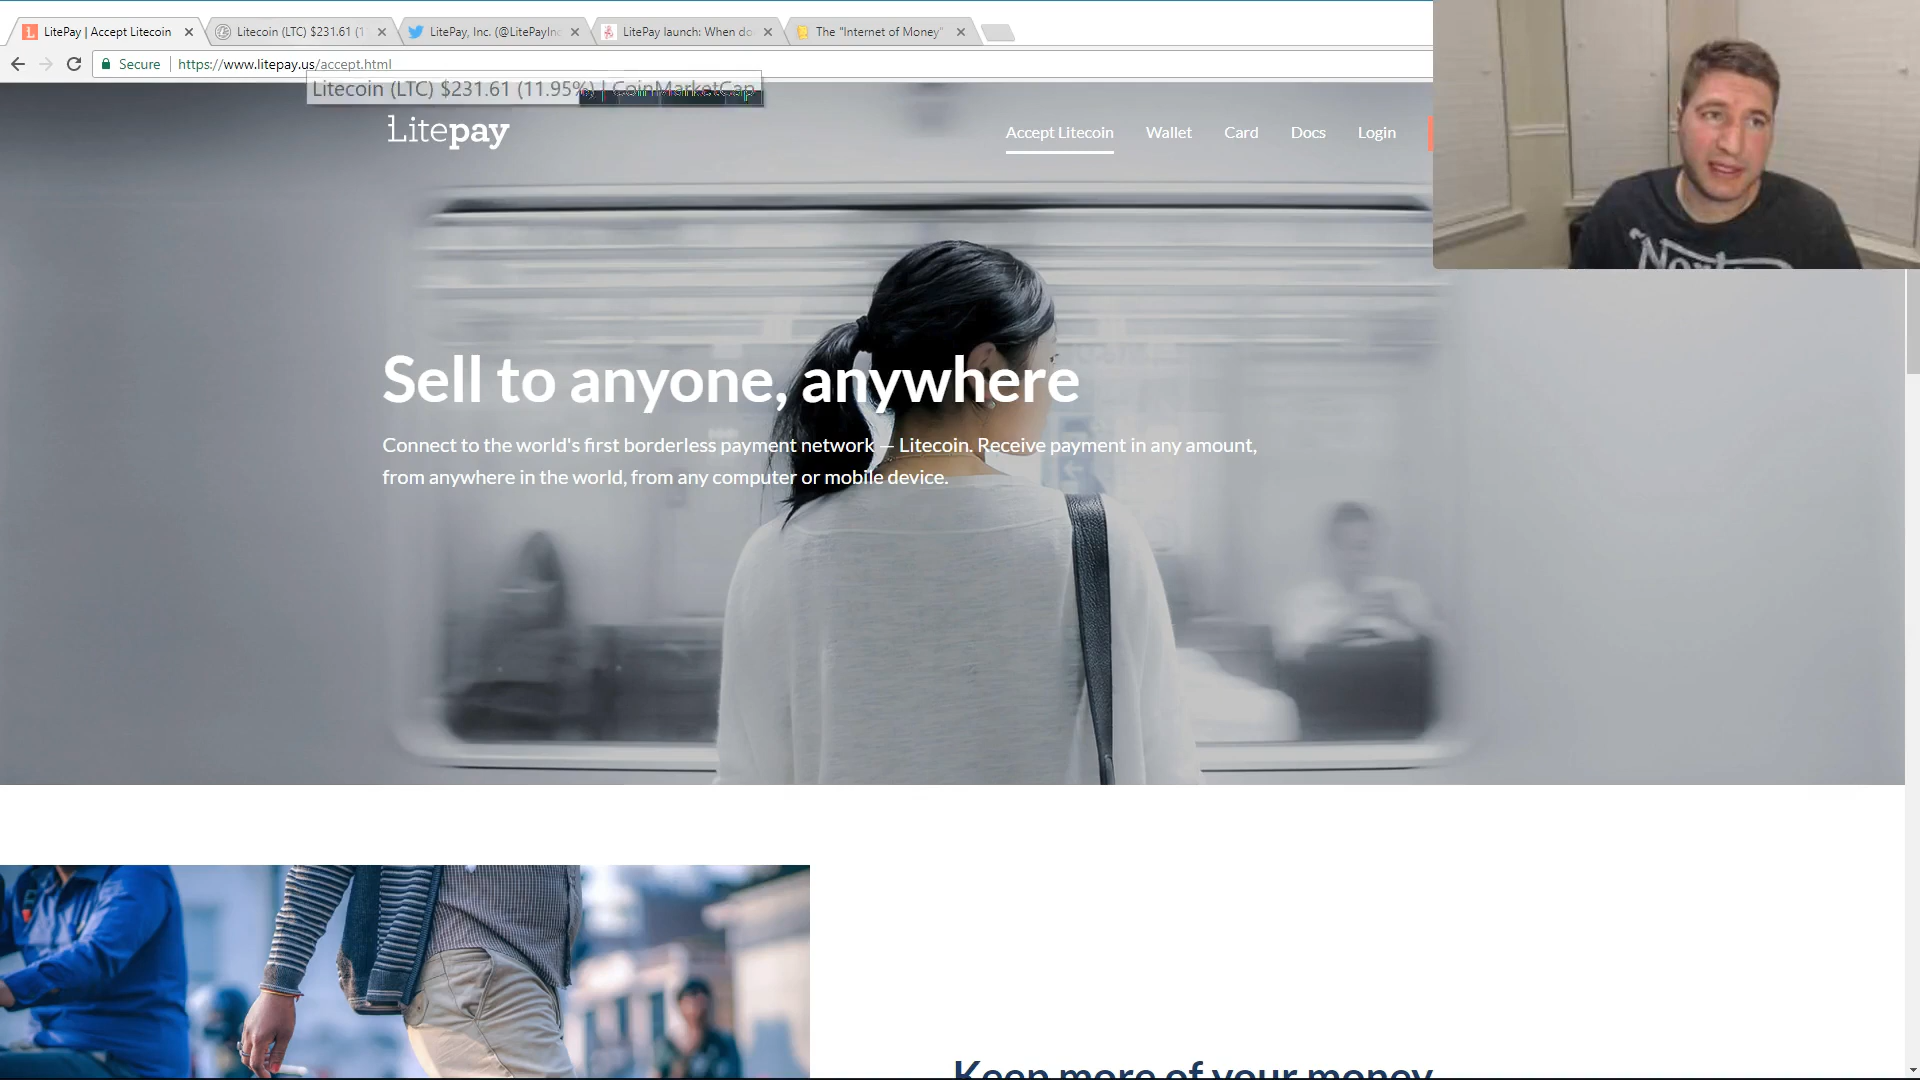 LitePay | Accept Litecoin
Litecoin (LTC) $231.61 (1
LitePay, Inc. (@LitePayInc
LitePay launch: When do
The "Internet of Money"
Secure
https://www.litepay.us/accept.html
Litecoin (LTC) $231.61 (11.95%) | CoinMarketCap
Litepay
Accept Litecoin
Wallet
Card
Docs
Login
Sell to anyone, anywhere
Connect to the world's first borderless payment network — Litecoin. Receive payment in any amount,
from anywhere in the world, from any computer or mobile device.
Keep more of your money